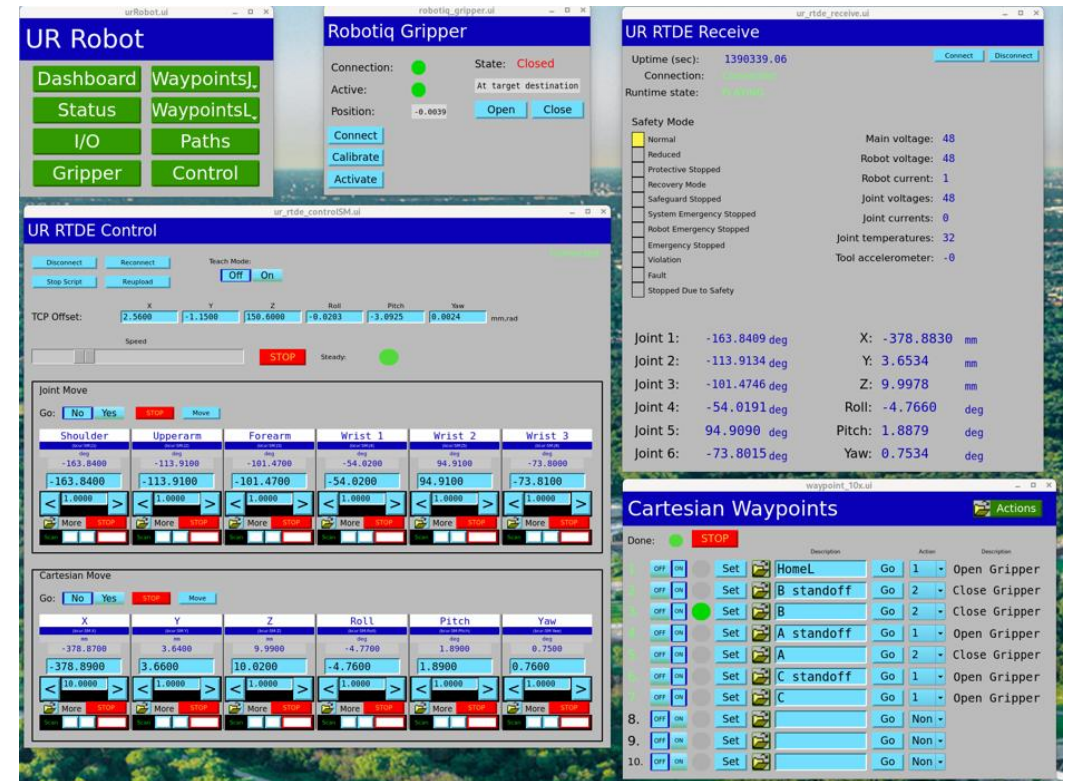 urRobot.ui
UR Robot
Dashboard WaypointsJ
Status WaypointsL
I/O Paths
Gripper Control
robotiq_gripper.ui
Robotiq Gripper
Connection: State: Closed
Active: At target destination
Position: -0.0039 Open Close
Connect
Calibrate
Activate
ur_rtde_receive.ui
UR RTDE Receive
Uptime (sec): 1390339.06 Connect Disconnect
Connection:
Runtime state:
Safety Mode
Normal
Reduced
Protective Stopped
Recovery Mode
Safeguard Stopped
System Emergency Stopped
Robot Emergency Stopped
Emergency Stopped
Violation
Fault
Stopped Due to Safety
Main voltage: 48
Robot voltage: 48
Robot current: 1
Joint voltages: 48
Joint currents: 0
Joint temperatures: 32
Tool accelerometer: -0
Joint 1: -163.8409 deg X: -378.8830 mm
Joint 2: -113.9134 deg Y: 3.6534 mm
Joint 3: -101.4746 deg Z: 9.9978 mm
Joint 4: -54.0191 deg Roll: -4.7660 deg
Joint 5: 94.9090 deg Pitch: 1.8879 deg
Joint 6: -73.8015 deg Yaw: 0.7534 deg
ur_rtde_controlSM.ui
UR RTDE Control
Disconnect Reconnect Teach Mode:
Stop Script Reupload Off On
X Y Z Roll Pitch Yaw
TCP Offset: 2.5600 -1.1500 150.6000 -0.0203 -3.0925 0.0024 mm,rad
Speed
STOP Steady:
Joint Move
Go: No Yes STOP Move
Shoulder Upperarm Forearm Wrist 1 Wrist 2 Wrist 3
deg deg deg deg deg deg
-163.8400 -113.9100 -101.4700 -54.0200 94.9100 -73.8000
-163.8400 -113.9100 -101.4700 -54.0200 94.9100 -73.8100
< 1.0000 > < 1.0000 > < 1.0000 > < 1.0000 > < 1.0000 > < 1.0000 >
More STOP More STOP More STOP More STOP More STOP More STOP
Scan Scan Scan Scan Scan Scan
Cartesian Move
Go: No Yes STOP Move
X Y Z Roll Pitch Yaw
mm mm mm deg deg deg
-378.8700 3.6400 9.9900 -4.7700 1.8900 0.7500
-378.8900 3.6600 10.0200 -4.7600 1.8900 0.7600
< 10.0000 > < 1.0000 > < 1.0000 > < 1.0000 > < 1.0000 > < 1.0000 >
More STOP More STOP More STOP More STOP More STOP More STOP
Scan Scan Scan Scan Scan Scan
waypoint_10x.ui
Cartesian Waypoints Actions
Done: STOP
Description Action Description
OFF ON Set HomeL Go 1 Open Gripper
OFF ON Set B standoff Go 2 Close Gripper
OFF ON Set B Go 2 Close Gripper
OFF ON Set A standoff Go 1 Open Gripper
OFF ON Set A Go 2 Close Gripper
OFF ON Set C standoff Go 1 Open Gripper
OFF ON Set C Go 1 Open Gripper
8. OFF ON Set Go Non
9. OFF ON Set Go Non
10. OFF ON Set Go Non